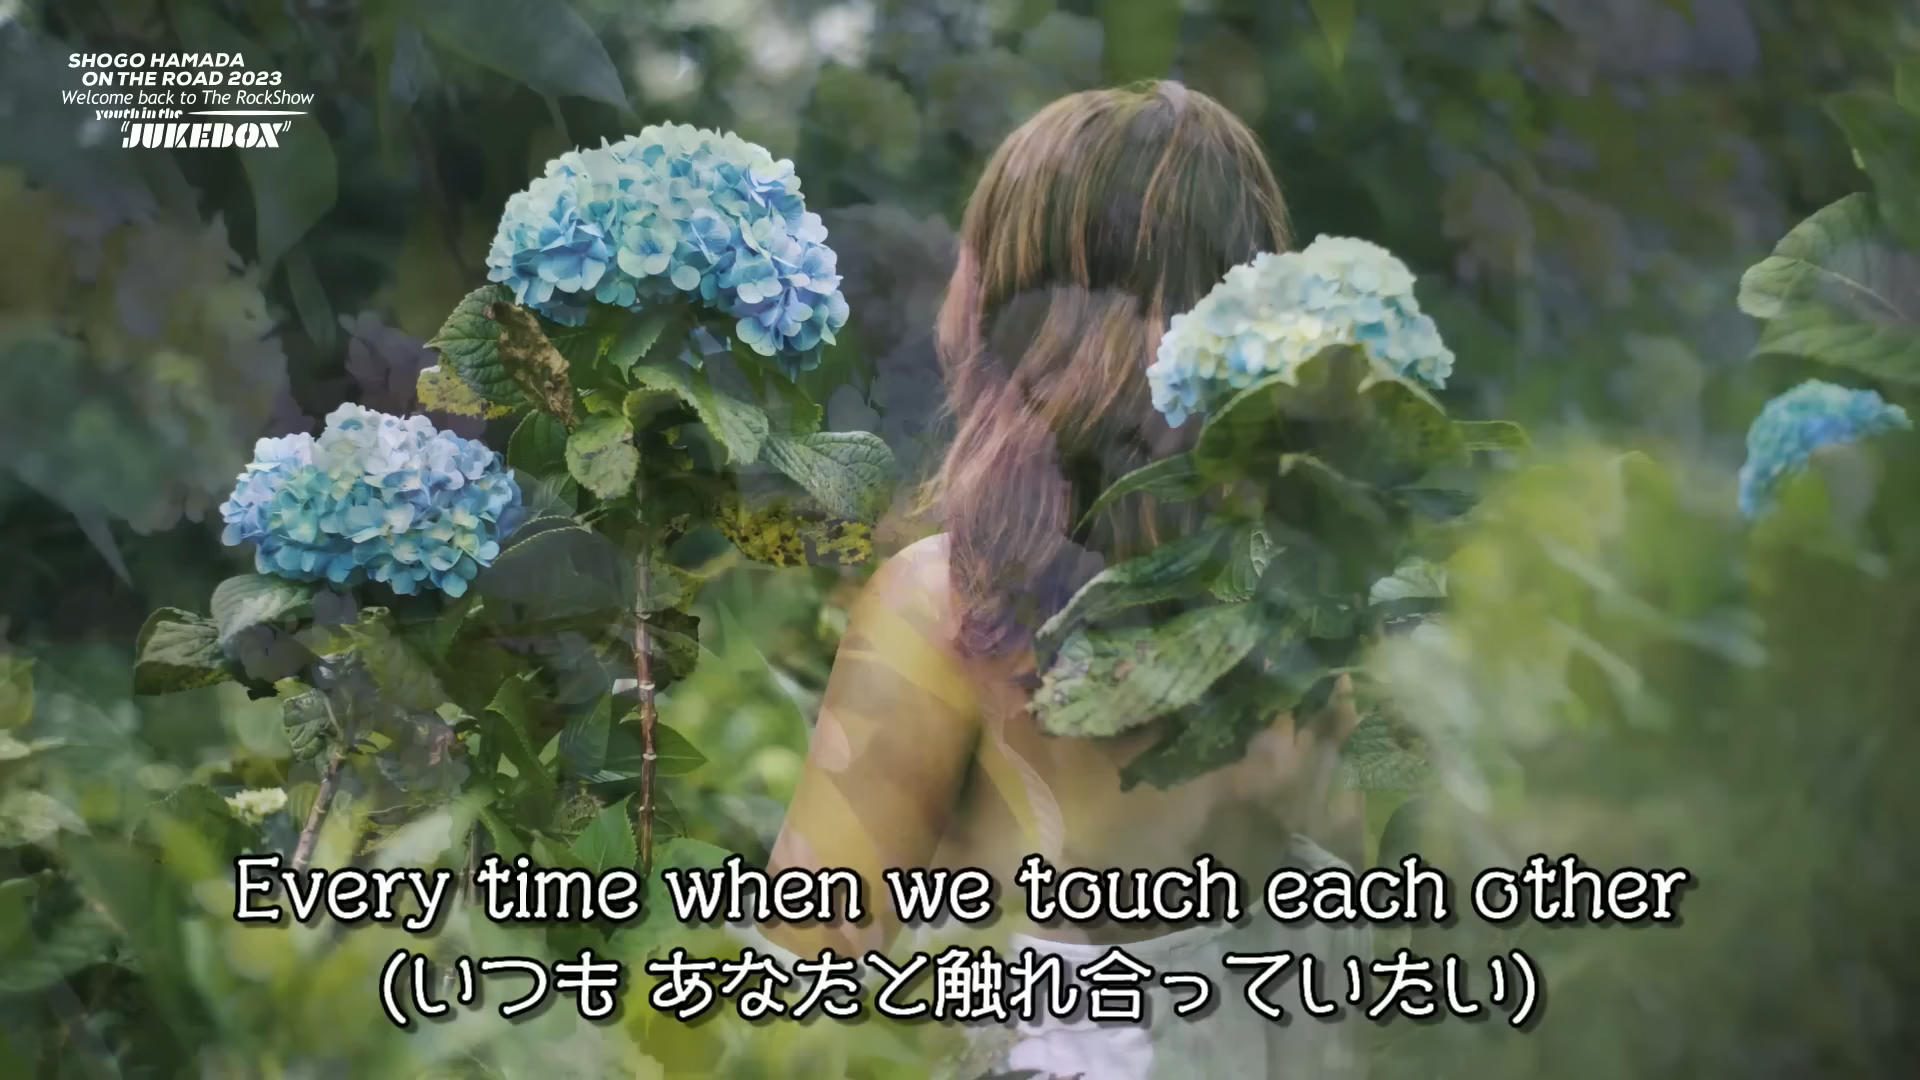 SHOGO HAMADA
ON THE ROAD 2023
Welcome back to The RockShow
youth in the
"JUKEBOX"
Every time when we touch each other
(いつも あなたと触れ合っていたい)